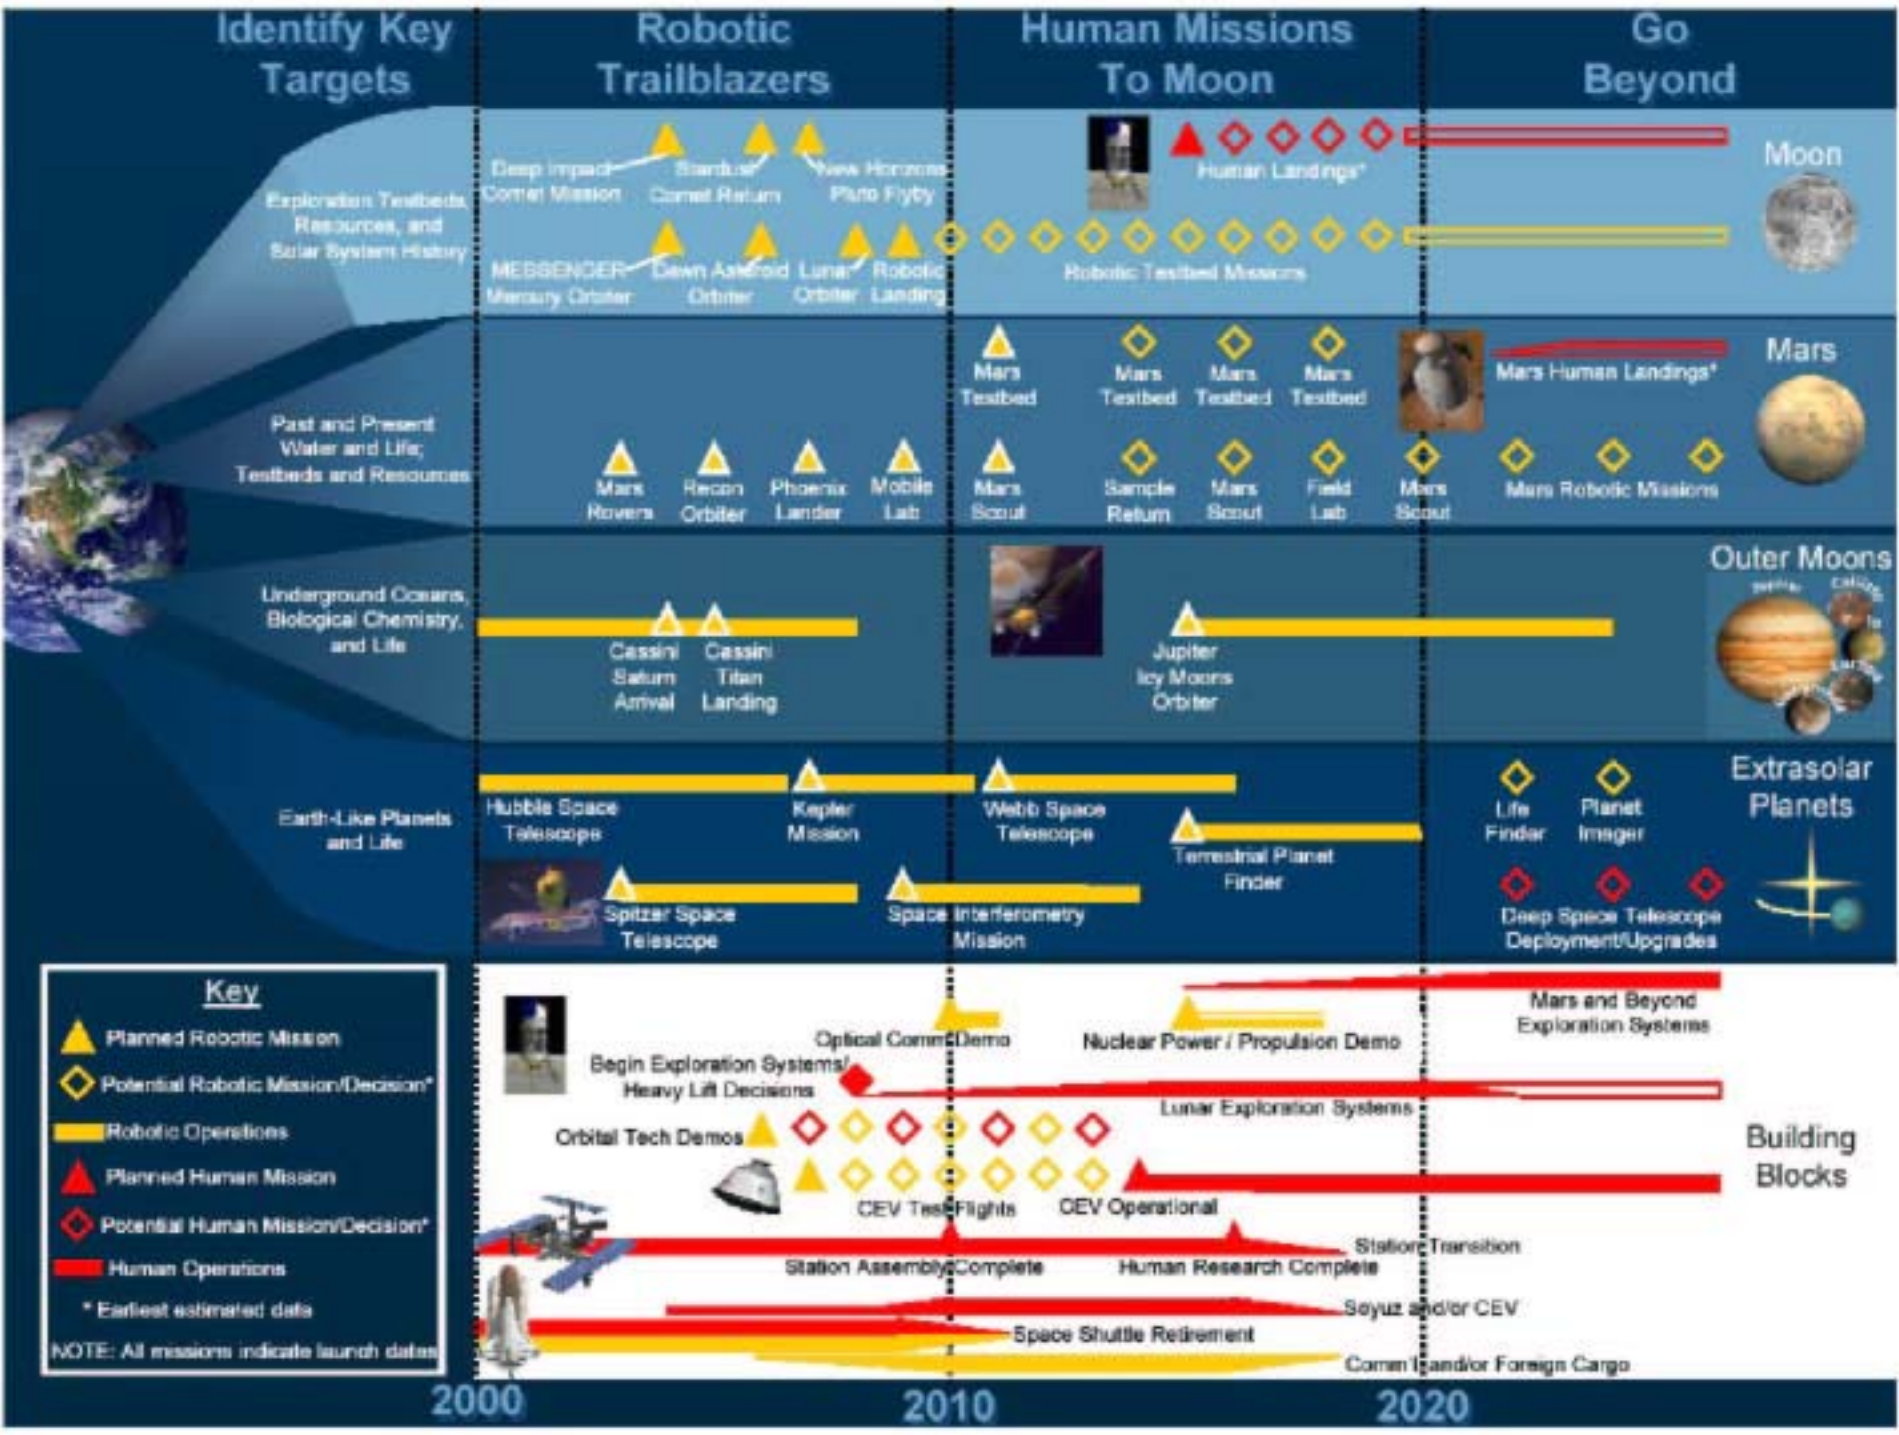 Identify Key
Targets
Robotic
Trailblazers
Human Missions
To Moon
Go
Beyond
Exploration Testbeds,
Resources, and
Solar System History
Deep Impact
Comet Mission
Stardust
Comet Return
New Horizons
Pluto Flyby
Human Landings*
Moon
MESSENGER
Mercury Orbiter
Dawn Asteroid
Orbiter
Lunar
Orbiter
Robotic
Landing
Robotic Testbed Missions
Past and Present
Water and Life;
Testbeds and Resources
Mars
Testbed
Mars
Testbed
Mars
Testbed
Mars
Testbed
Mars Human Landings*
Mars
Mars
Rovers
Recon
Orbiter
Phoenix
Lander
Mobile
Lab
Mars
Scout
Sample
Return
Mars
Scout
Field
Lab
Mars
Scout
Mars Robotic Missions
Underground Oceans,
Biological Chemistry,
and Life
Cassini
Saturn
Arrival
Cassini
Titan
Landing
Jupiter
Icy Moons
Orbiter
Outer Moons
Io
Earth-Like Planets
and Life
Hubble Space
Telescope
Kepler
Mission
Webb Space
Telescope
Terrestrial Planet
Finder
Life
Finder
Planet
Imager
Extrasolar
Planets
Spitzer Space
Telescope
Space Interferometry
Mission
Deep Space Telescope
Deployment/Upgrades
Key
Planned Robotic Mission
Potential Robotic Mission/Decision*
Robotic Operations
Planned Human Mission
Potential Human Mission/Decision*
Human Operations
* Earliest estimated data
NOTE: All missions indicate launch dates
Mars and Beyond
Exploration Systems
Optical Comm Demo
Nuclear Power / Propulsion Demo
Begin Exploration Systems/
Heavy Lift Decisions
Lunar Exploration Systems
Orbital Tech Demos
Building
Blocks
CEV Test Flights
CEV Operational
Station Transition
Station Assembly Complete
Human Research Complete
Soyuz and/or CEV
Space Shuttle Retirement
Comm'l and/or Foreign Cargo
2000
2010
2020